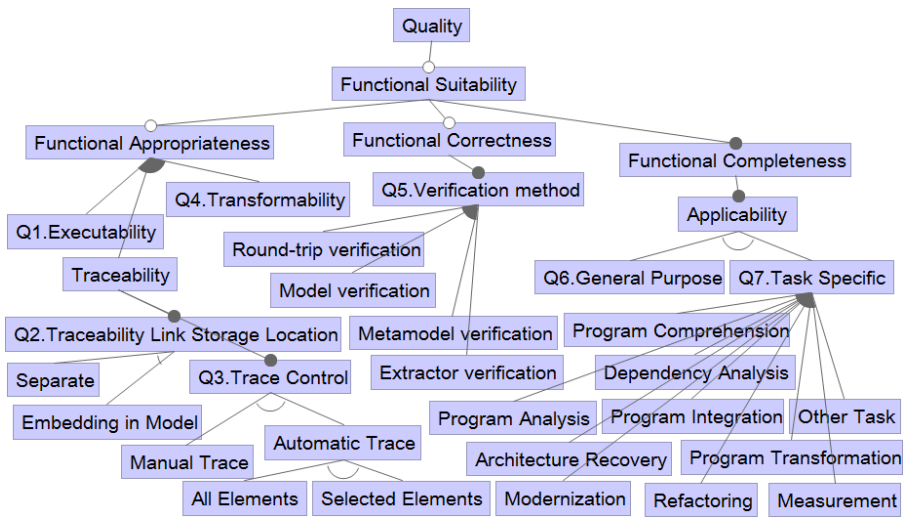 Quality
Functional Suitability
Functional Appropriateness
Functional Correctness
Functional Completeness
Q4.Transformability
Q5.Verification method
Q1.Executability
Applicability
Round-trip verification
Traceability
Q6.General Purpose
Q7.Task Specific
Model verification
Q2.Traceability Link Storage Location
Metamodel verification
Program Comprehension
Separate
Q3.Trace Control
Extractor verification
Dependency Analysis
Embedding in Model
Program Analysis
Program Integration
Other Task
Automatic Trace
Manual Trace
Architecture Recovery
Program Transformation
All Elements
Selected Elements
Modernization
Refactoring
Measurement